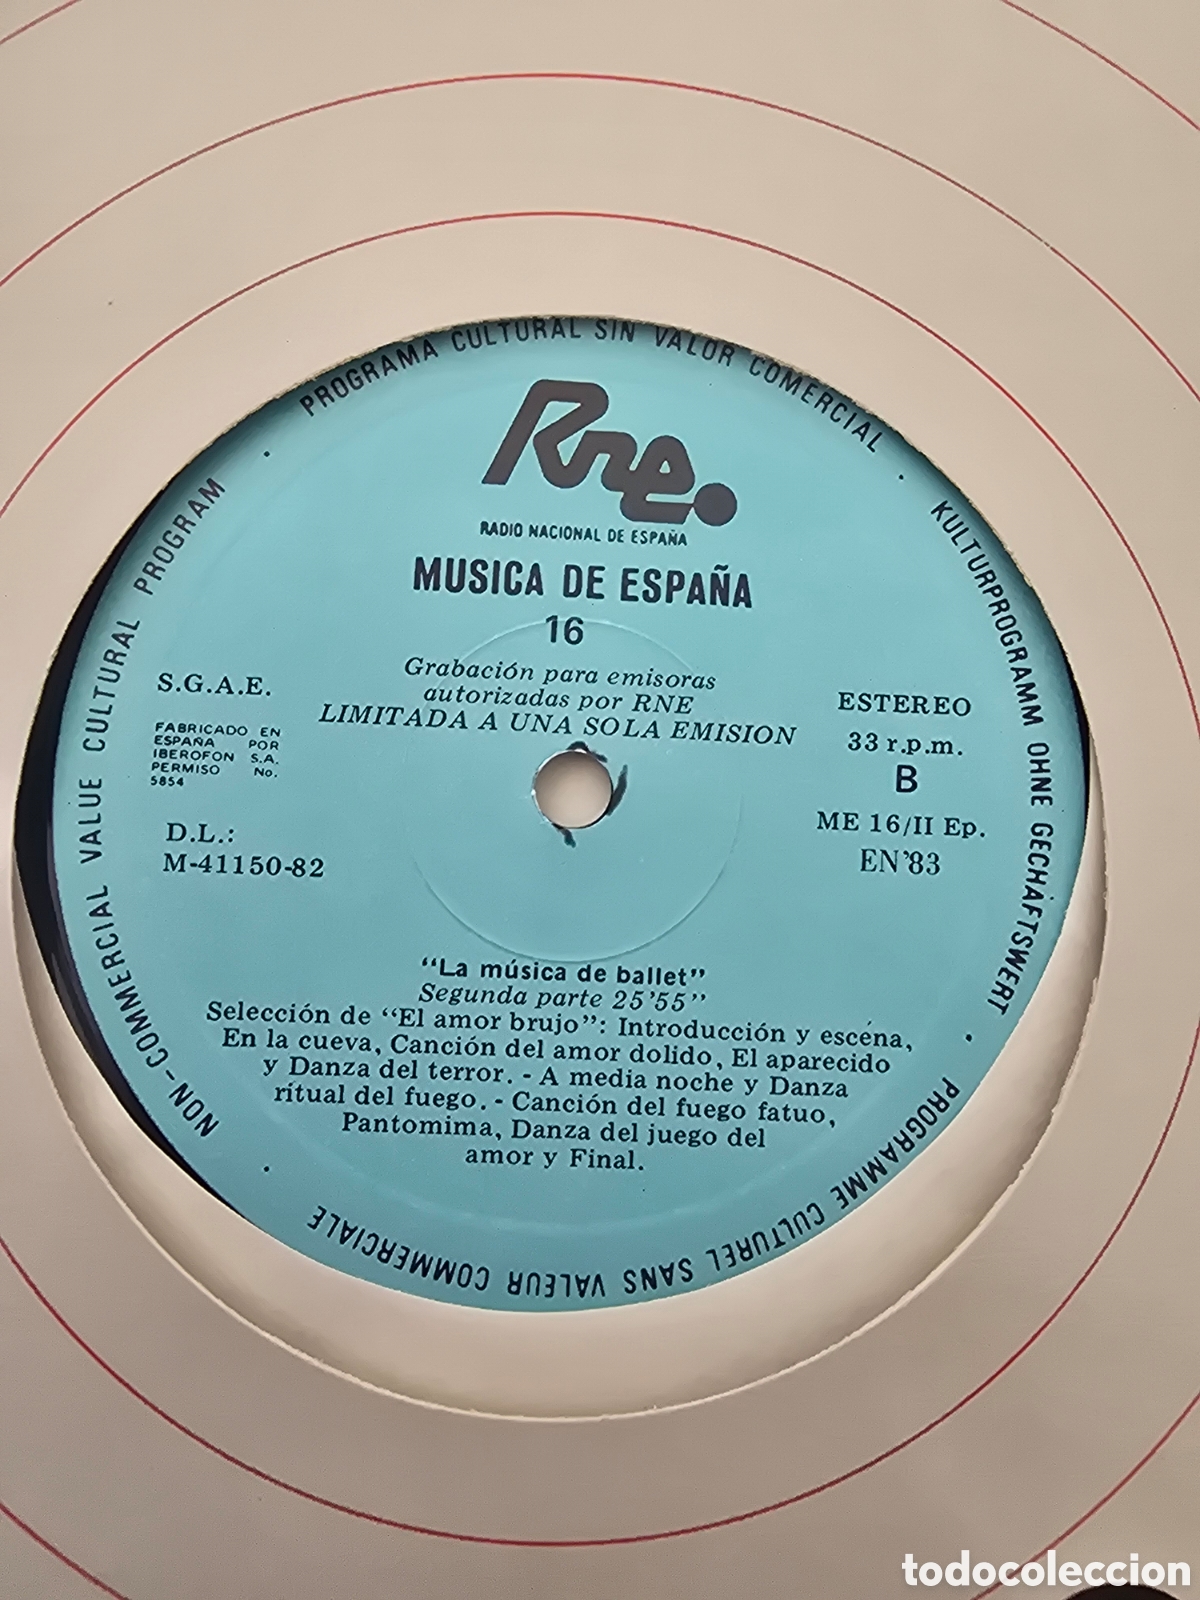 PROGRAMA CULTURAL SIN VALOR COMERCIAL
KULTURPROGRAMM OHNE GECHÄFTSWERT
PROGRAMME CULTUREL SANS VALEUR COMMERCIALE
NON-COMMERCIAL VALUE CULTURAL PROGRAM
Rne.
RADIO NACIONAL DE ESPAÑA
MUSICA DE ESPAÑA
16
Grabación para emisoras
autorizadas por RNE
LIMITADA A UNA SOLA EMISION
S.G.A.E.
FABRICADO EN
ESPAÑA POR
IBEROFON S.A.
PERMISO No.
5854
D.L.:
M-41150-82
ESTEREO
33 r.p.m.
B
ME 16/II Ep.
EN'83
"La música de ballet"
Segunda parte 25'55"
Selección de "El amor brujo": Introducción y escena,
En la cueva, Canción del amor dolido, El aparecido
y Danza del terror. - A media noche y Danza
ritual del fuego. - Canción del fuego fatuo,
Pantomima, Danza del juego del
amor y Final.
todocoleccion